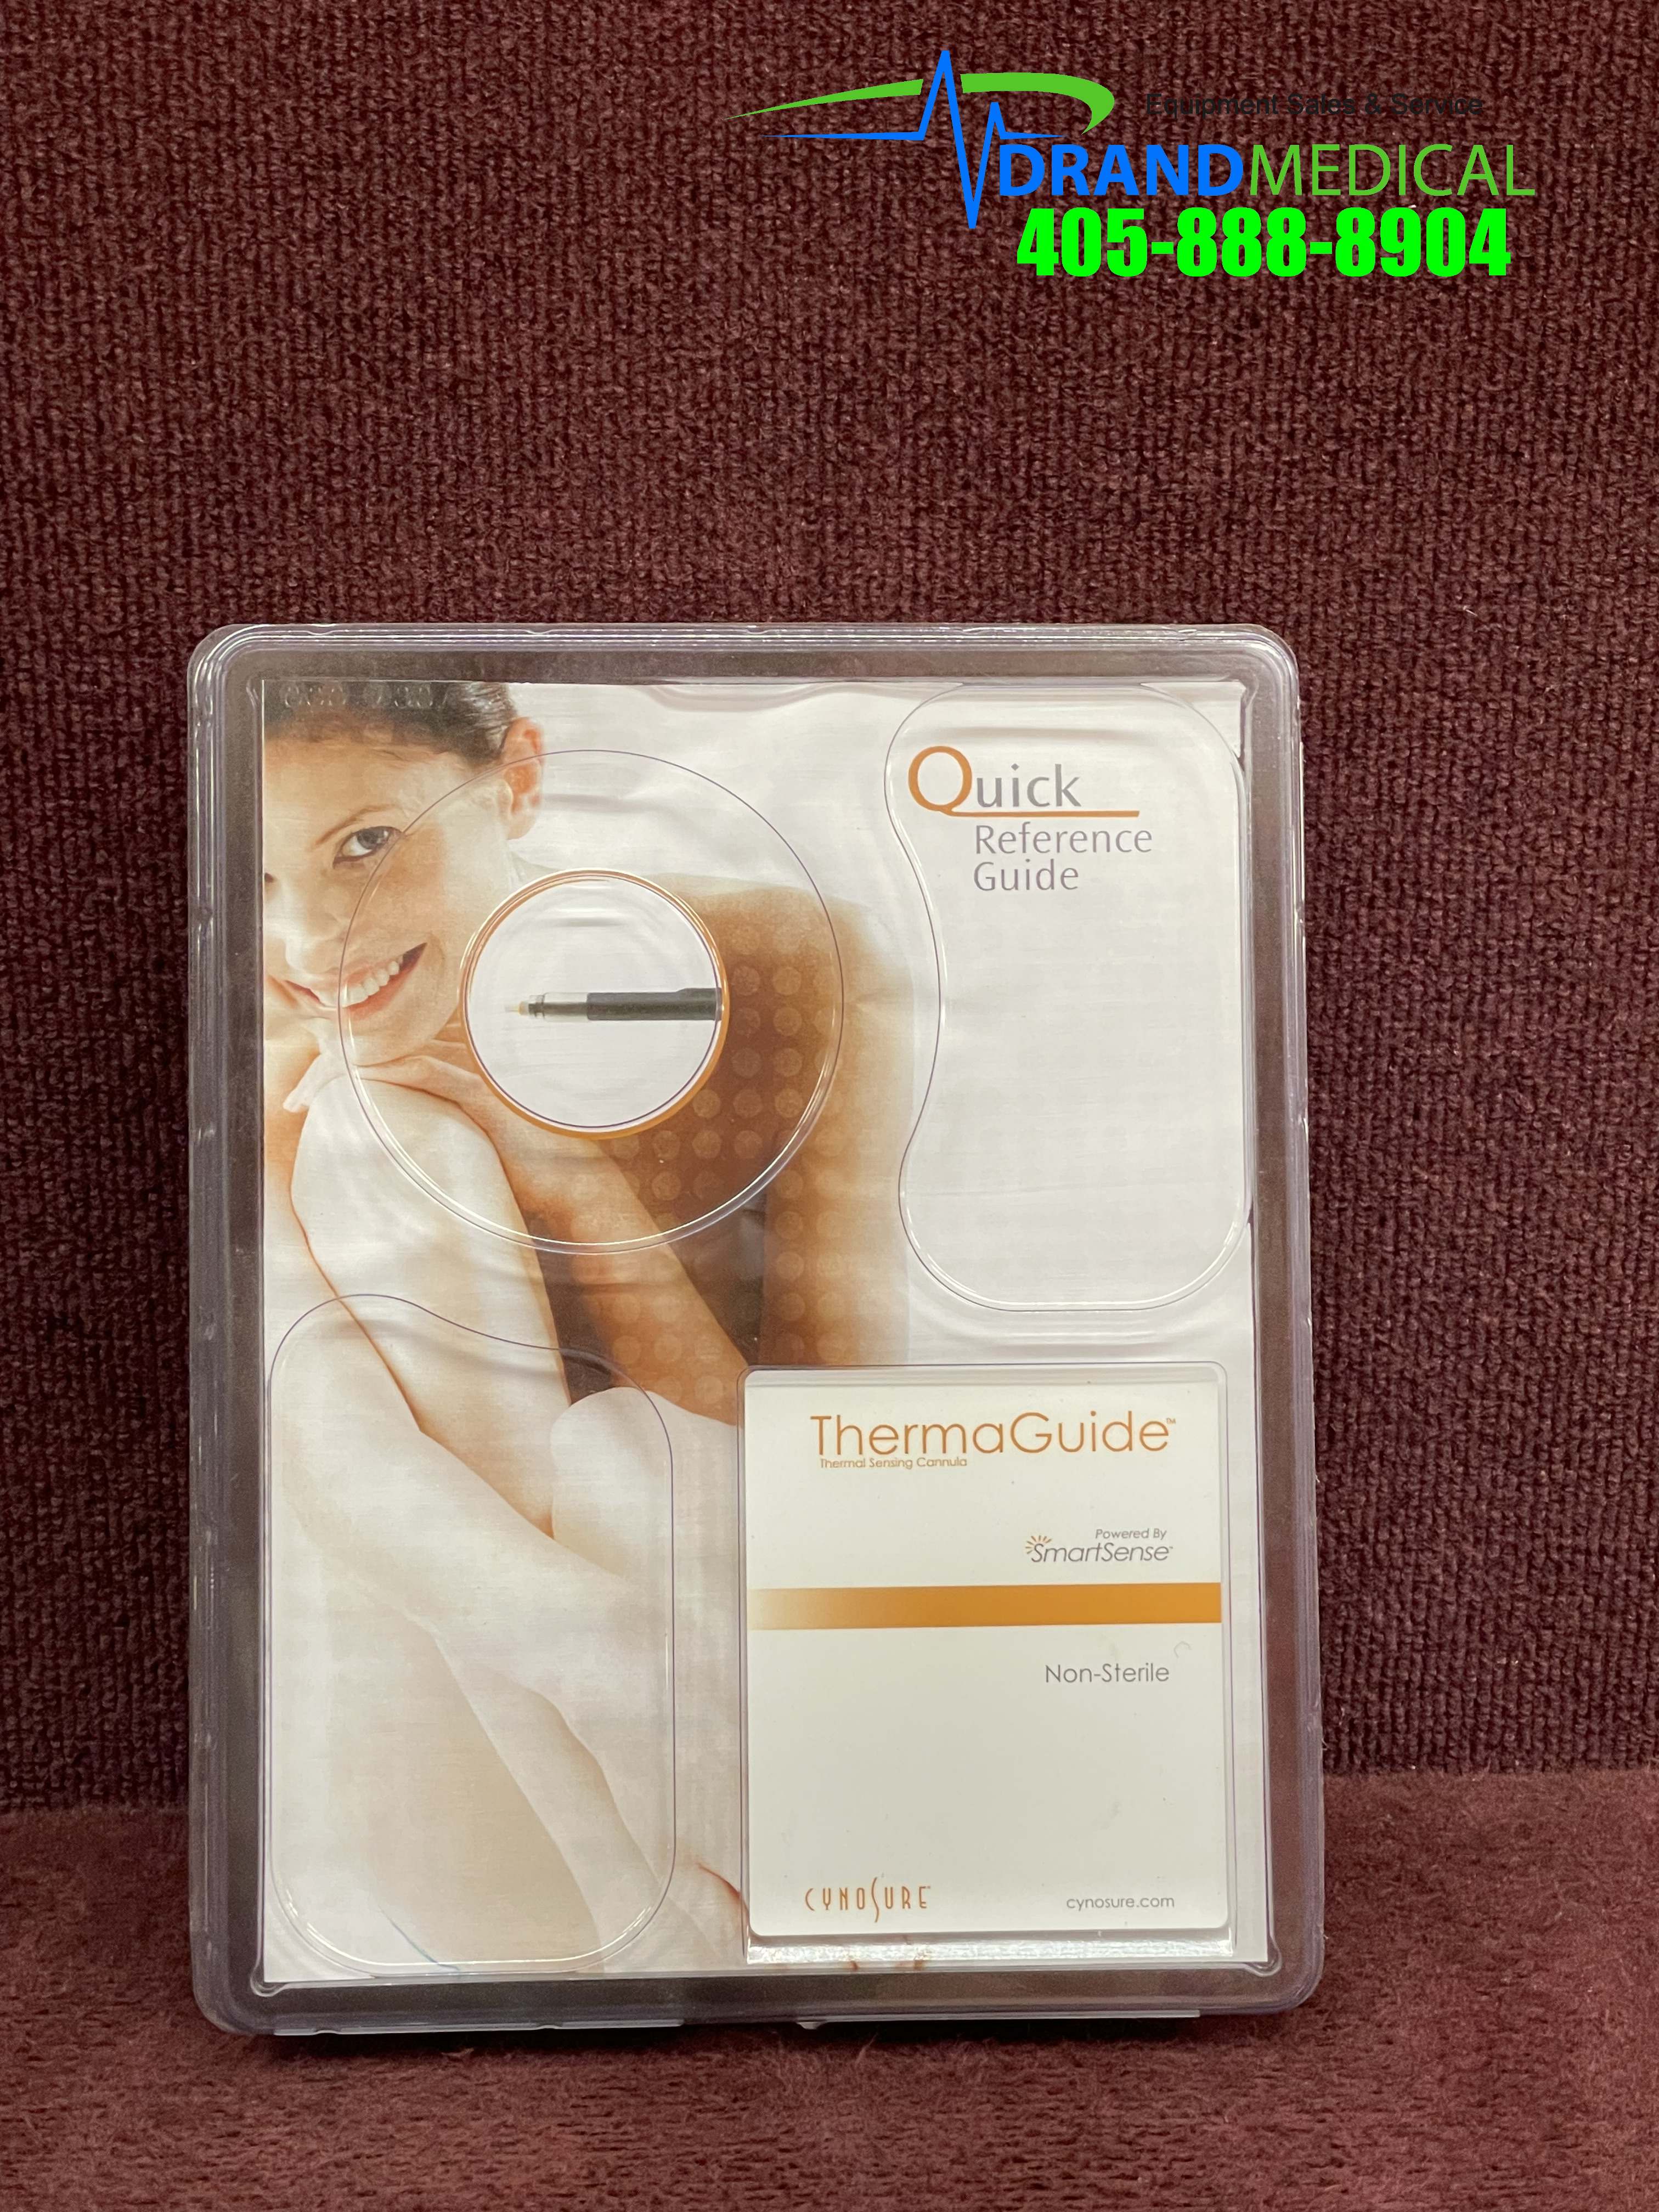 Equipment Sales & Service
DRANDMEDICAL
405-888-8904
Quick
Reference
Guide
ThermaGuide™
Thermal Sensing Cannula
Powered By
SmartSense™
Non-Sterile
CYNOSURE
cynosure.com